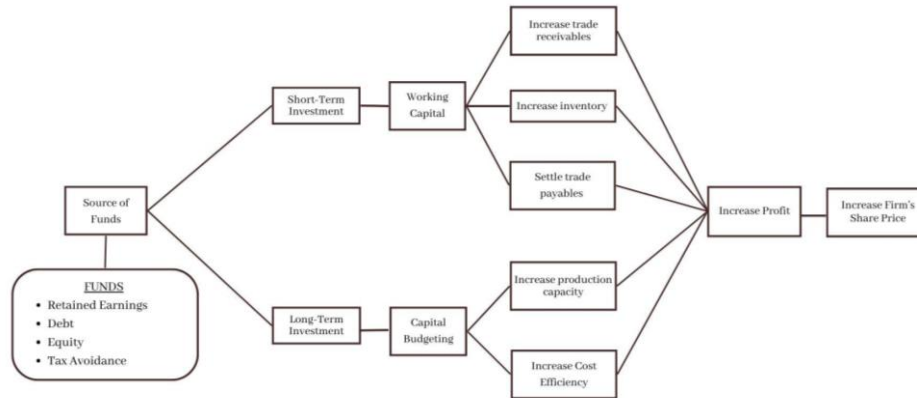 Increase trade
receivables
Short-Term
Investment
Working
Capital
Increase inventory
Settle trade
payables
Source of
Funds
Increase Profit
Increase Firm's
Share Price
FUNDS
• Retained Earnings
• Debt
• Equity
• Tax Avoidance
Increase production
capacity
Long-Term
Investment
Capital
Budgeting
Increase Cost
Efficiency